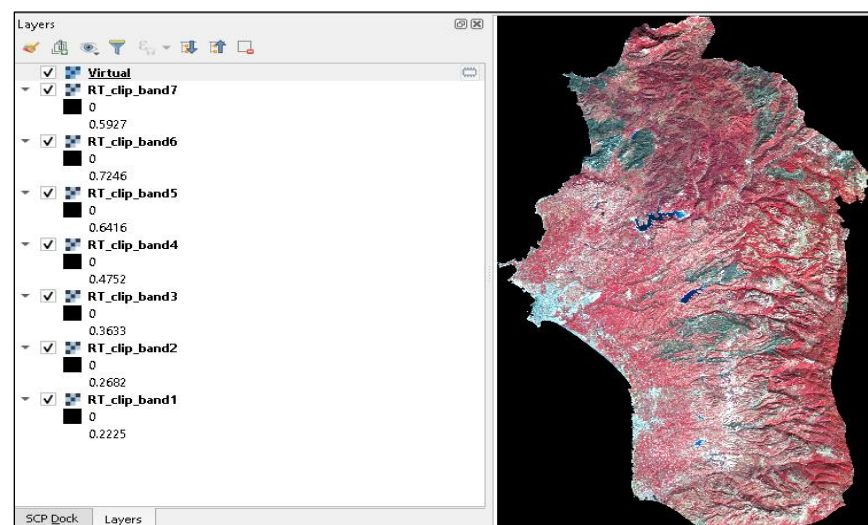 Layers
Virtual
RT_clip_band7
0
0.5927
RT_clip_band6
0
0.7246
RT_clip_band5
0
0.6416
RT_clip_band4
0
0.4752
RT_clip_band3
0
0.3633
RT_clip_band2
0
0.2682
RT_clip_band1
0
0.2225
SCP Dock Layers